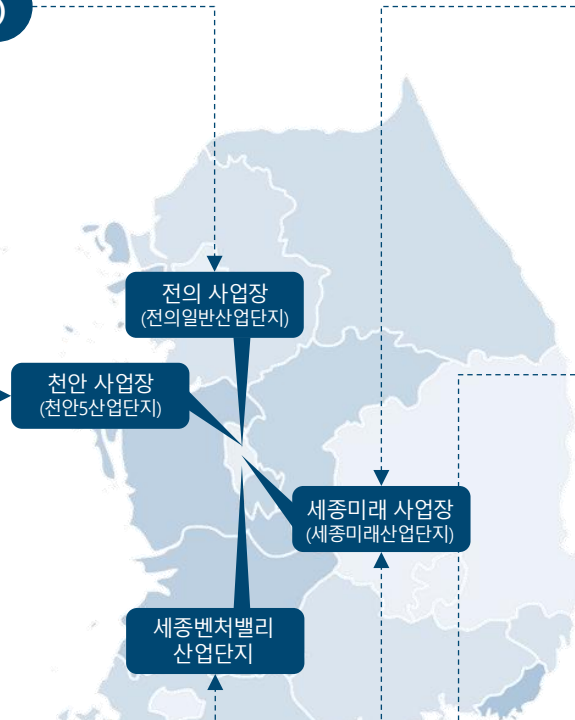 전의 사업장
(전의일반산업단지)
천안 사업장
(천안5산업단지)
세종미래 사업장
(세종미래산업단지)
세종벤처밸리
산업단지